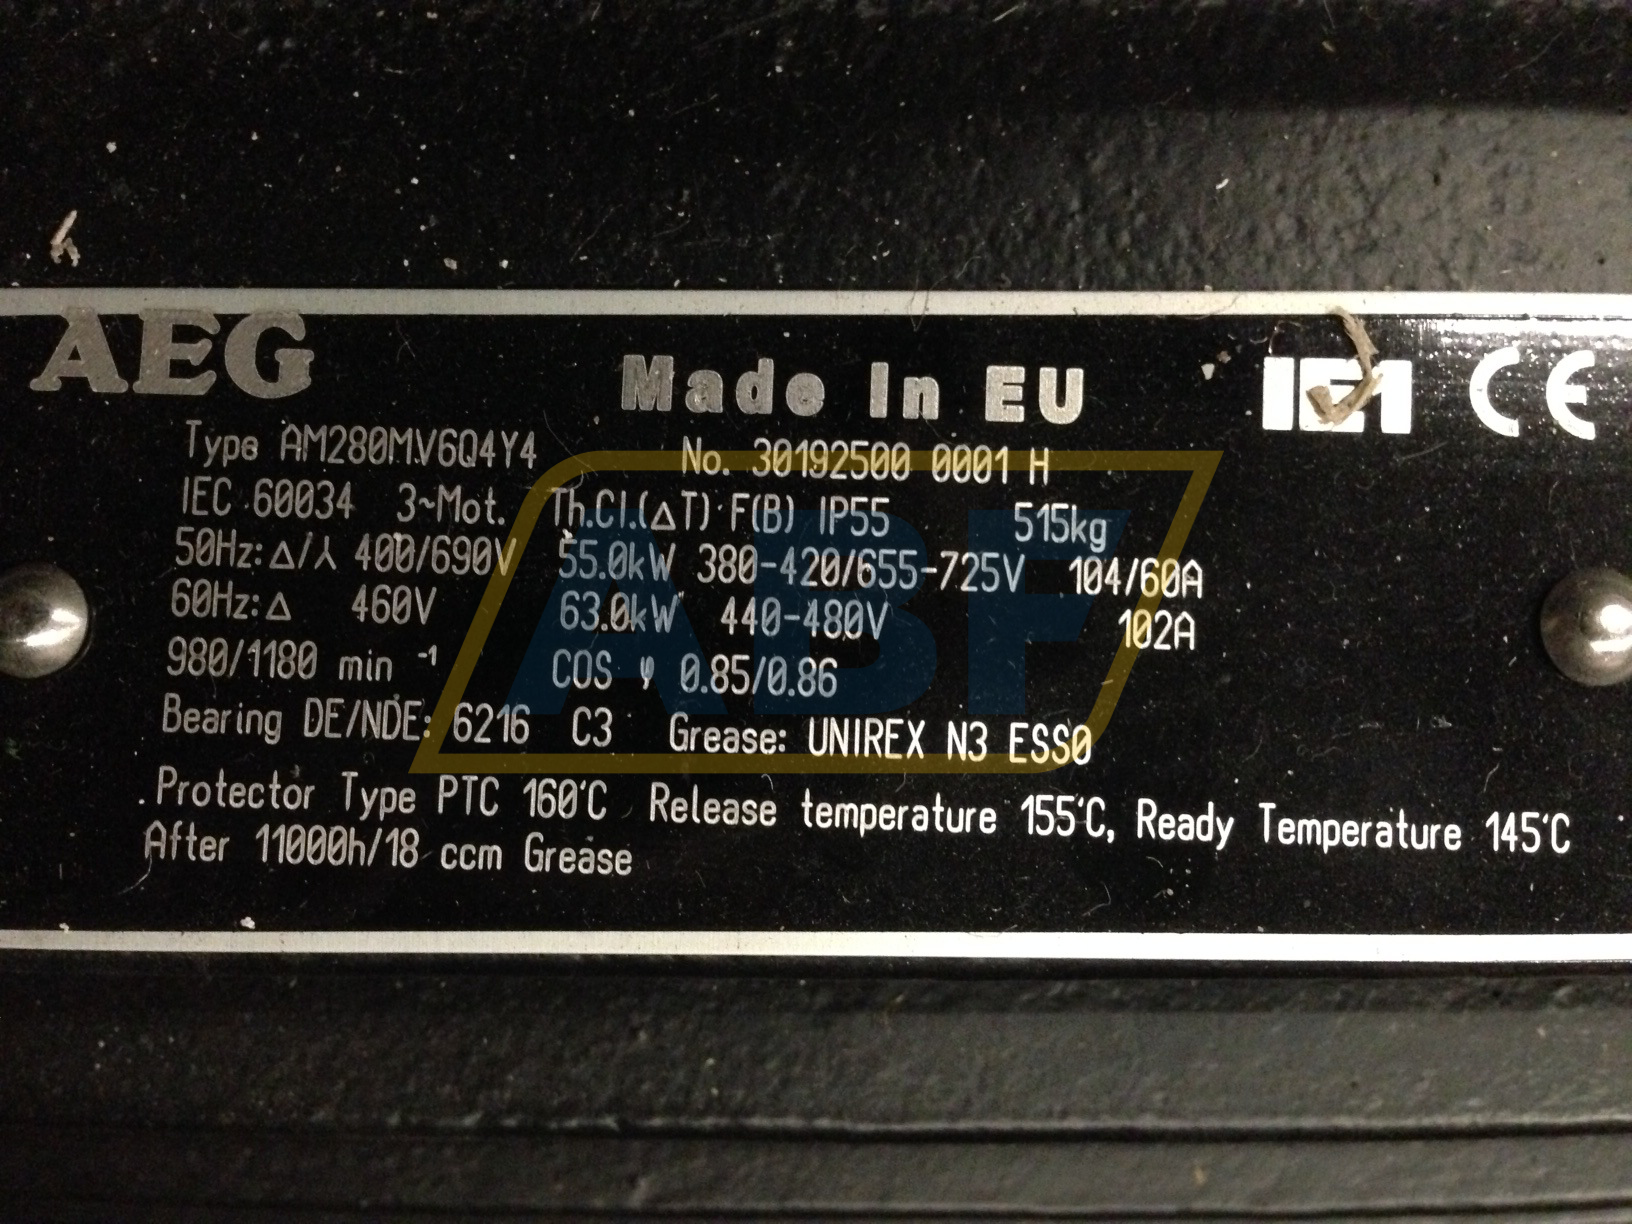 AEG
Made In EU IE1 CE
Type AM280MV6Q4Y4 No. 30192500 0001 H
IEC 60034 3~Mot. Th.Cl.(ΔT) F(B) IP55 515kg
50Hz: Δ/⅄ 400/690V 55.0kW 380-420/655-725V 104/60A
60Hz: Δ 460V 63.0kW 440-480V 102A
980/1180 min ⁻¹ COS φ 0.85/0.86
Bearing DE/NDE: 6216 C3 Grease: UNIREX N3 ESSO
Protector Type PTC 160°C Release temperature 155°C, Ready Temperature 145°C
After 11000h/18 ccm Grease
ABF